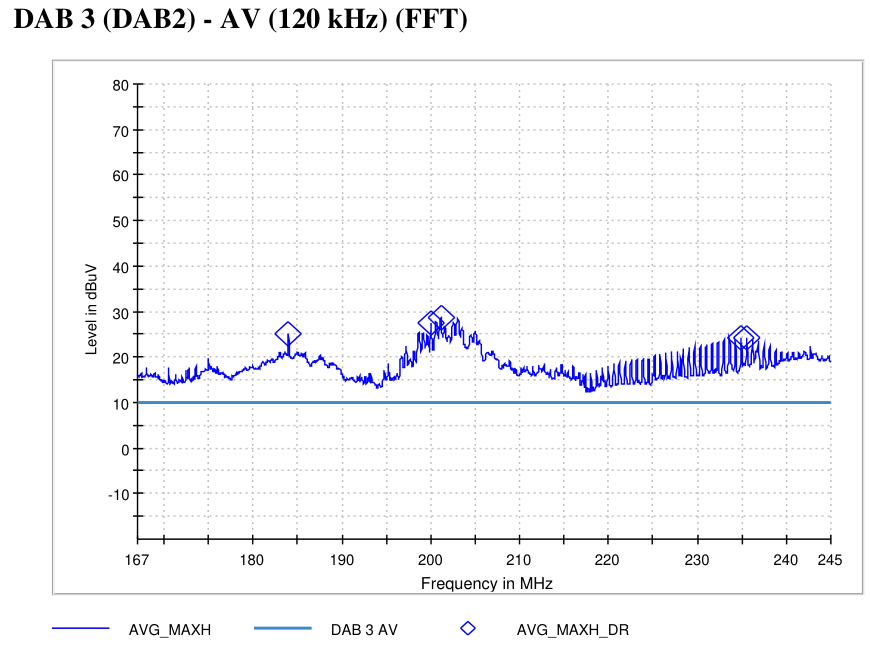 DAB 3 (DAB2) - AV (120 kHz) (FFT)
80
70
60
50
40
30
20
10
0
-10
Level in dBuV
167 180 190 200 210 220 230 240 245
Frequency in MHz
AVG_MAXH DAB 3 AV AVG_MAXH_DR